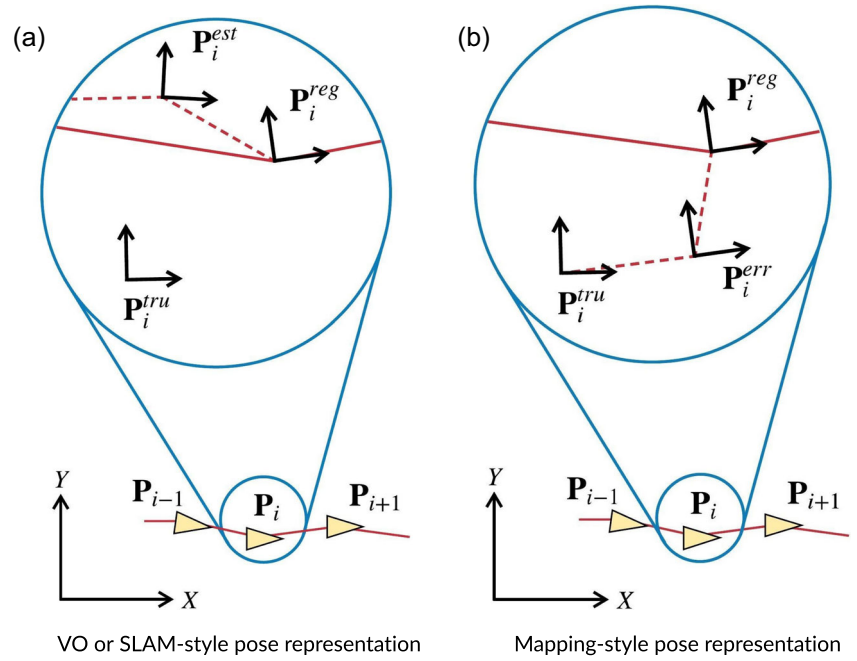 (a)
P_i^{est}
P_i^{reg}
P_i^{tru}
Y
P_{i-1}
P_i
P_{i+1}
X
VO or SLAM-style pose representation
(b)
P_i^{reg}
P_i^{tru}
P_i^{err}
Y
P_{i-1}
P_i
P_{i+1}
X
Mapping-style pose representation